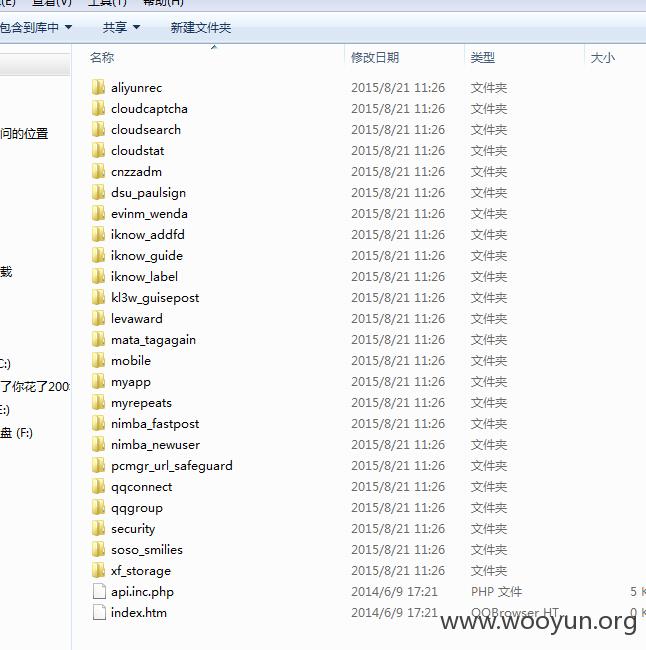 查看(V) 工具(T) 帮助(H)
包含到库中 共享 新建文件夹
名称 修改日期 类型 大小
aliyunrec 2015/8/21 11:26 文件夹
cloudcaptcha 2015/8/21 11:26 文件夹
cloudsearch 2015/8/21 11:26 文件夹
问的位置
cloudstat 2015/8/21 11:26 文件夹
cnzzadm 2015/8/21 11:26 文件夹
dsu_paulsign 2015/8/21 11:26 文件夹
evinm_wenda 2015/8/21 11:26 文件夹
iknow_addfd 2015/8/21 11:26 文件夹
iknow_guide 2015/8/21 11:26 文件夹
载
iknow_label 2015/8/21 11:26 文件夹
kl3w_guisepost 2015/8/21 11:26 文件夹
levaward 2015/8/21 11:26 文件夹
mata_tagagain 2015/8/21 11:26 文件夹
C:)
mobile 2015/8/21 11:26 文件夹
了你花了200
myapp 2015/8/21 11:26 文件夹
E:)
myrepeats 2015/8/21 11:26 文件夹
盘 (F:)
nimba_fastpost 2015/8/21 11:26 文件夹
nimba_newuser 2015/8/21 11:26 文件夹
pcmgr_url_safeguard 2015/8/21 11:26 文件夹
qqconnect 2015/8/21 11:26 文件夹
qqgroup 2015/8/21 11:26 文件夹
security 2015/8/21 11:26 文件夹
soso_smilies 2015/8/21 11:26 文件夹
xf_storage 2015/8/21 11:26 文件夹
api.inc.php 2014/6/9 17:21 PHP 文件 5 K
index.htm 2014/6/9 17:21 QQBrowser HT... 0 K
www.wooyun.org